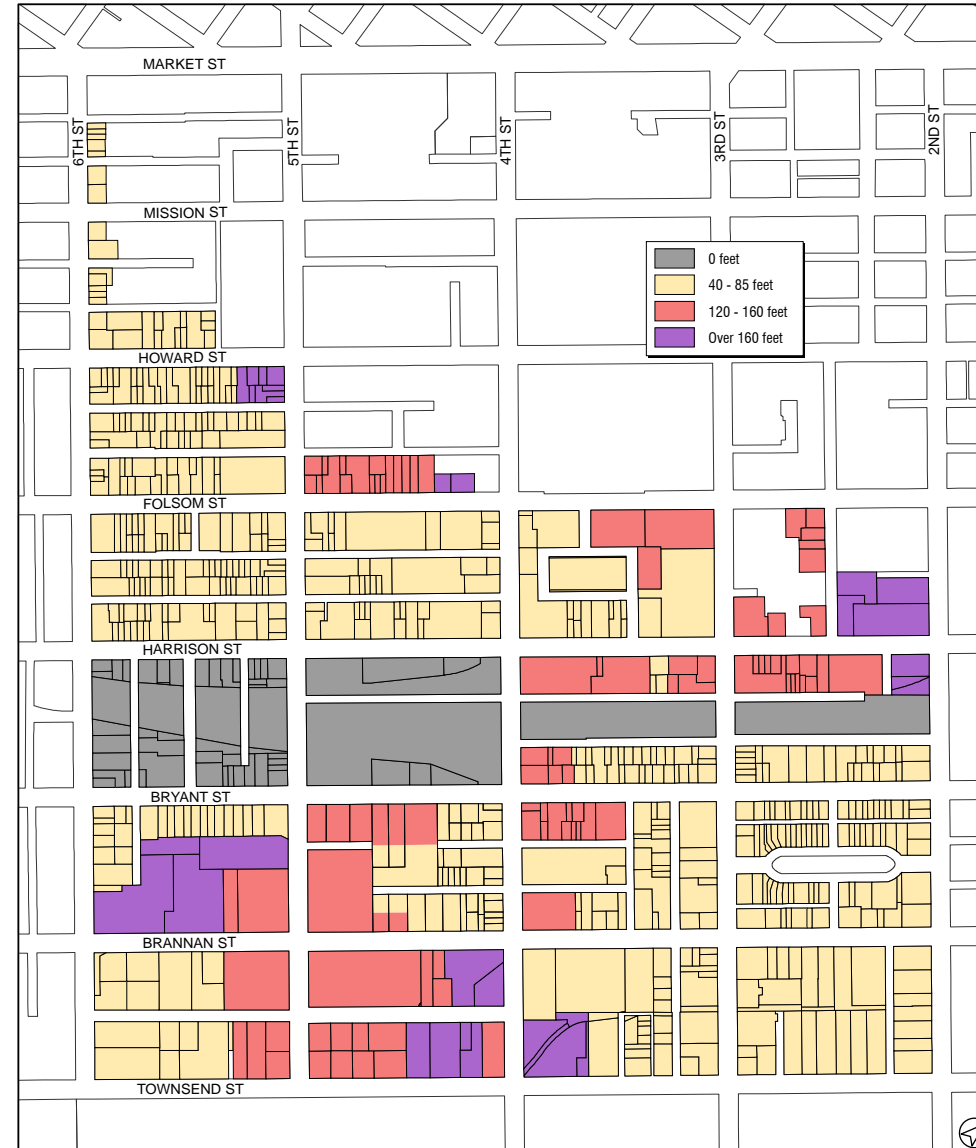 MARKET ST
6TH ST
5TH ST
4TH ST
3RD ST
2ND ST
MISSION ST
0 feet
40 - 85 feet
120 - 160 feet
Over 160 feet
HOWARD ST
FOLSOM ST
HARRISON ST
BRYANT ST
BRANNAN ST
TOWNSEND ST